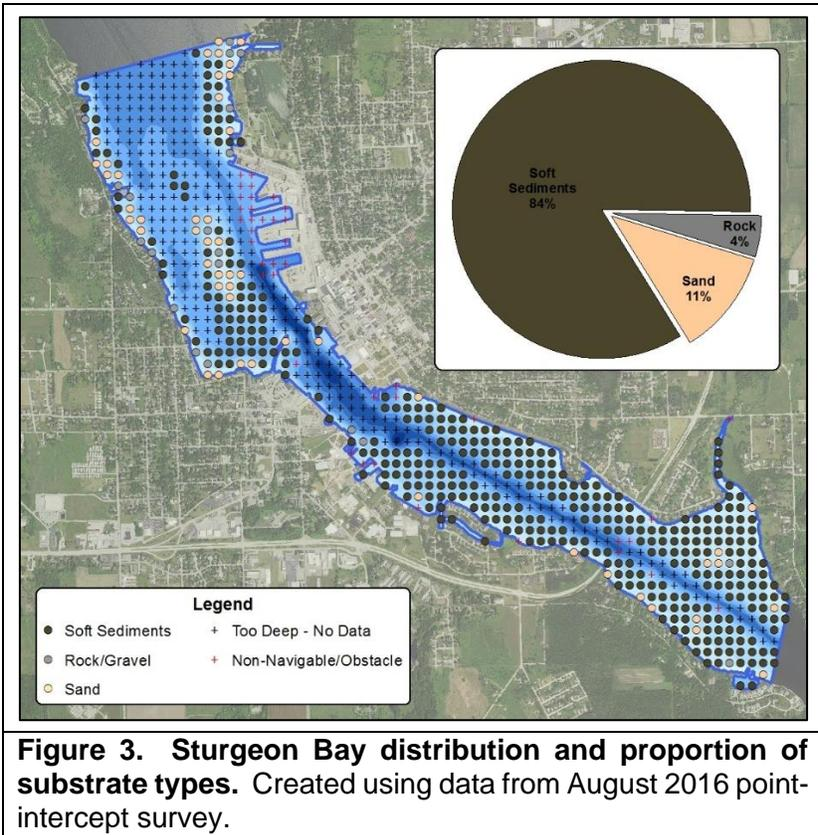 Soft
Sediments
84%
Rock
4%
Sand
11%
Legend
Soft Sediments
Rock/Gravel
Sand
Too Deep - No Data
Non-Navigable/Obstacle
Figure 3. Sturgeon Bay distribution and proportion of
substrate types. Created using data from August 2016 point-
intercept survey.